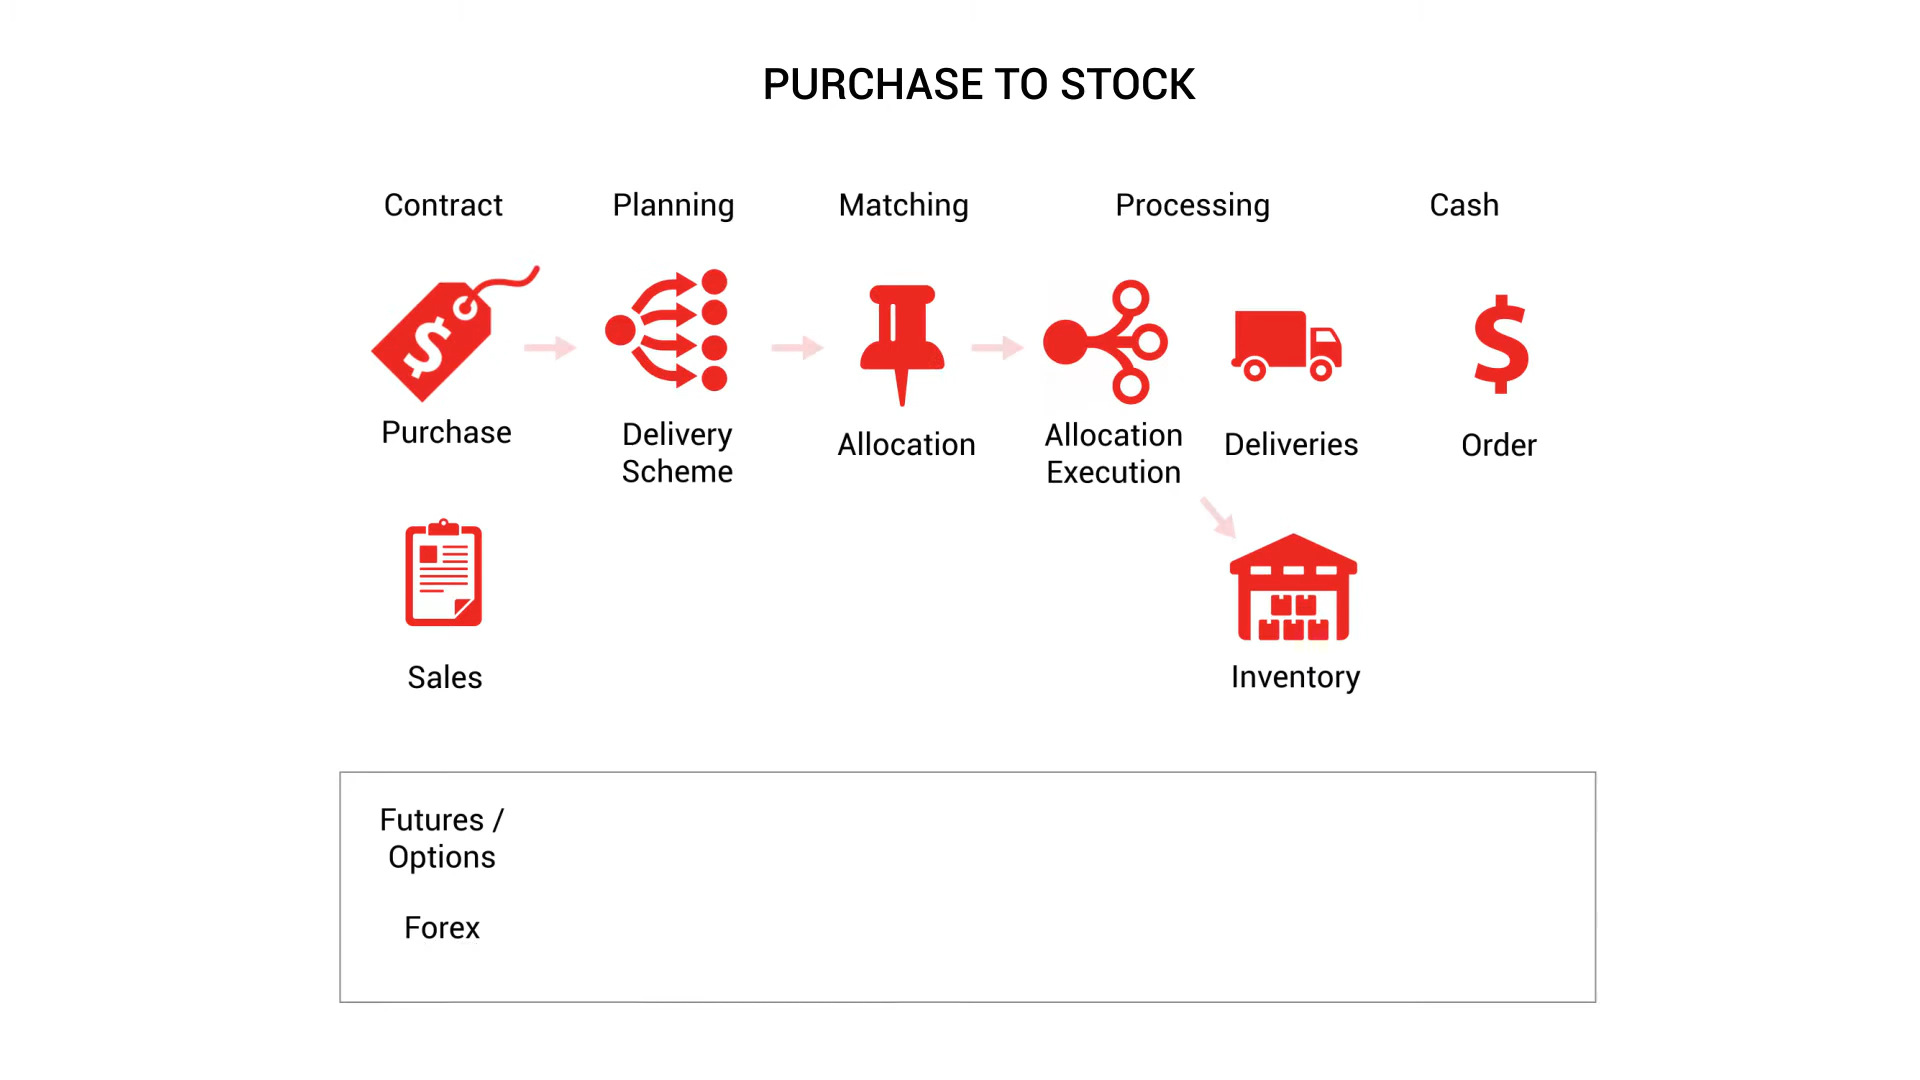 PURCHASE TO STOCK
Contract
Planning
Matching
Processing
Cash
Purchase
Delivery
Scheme
Allocation
Allocation
Execution
Deliveries
Order
Sales
Inventory
Futures /
Options
Forex